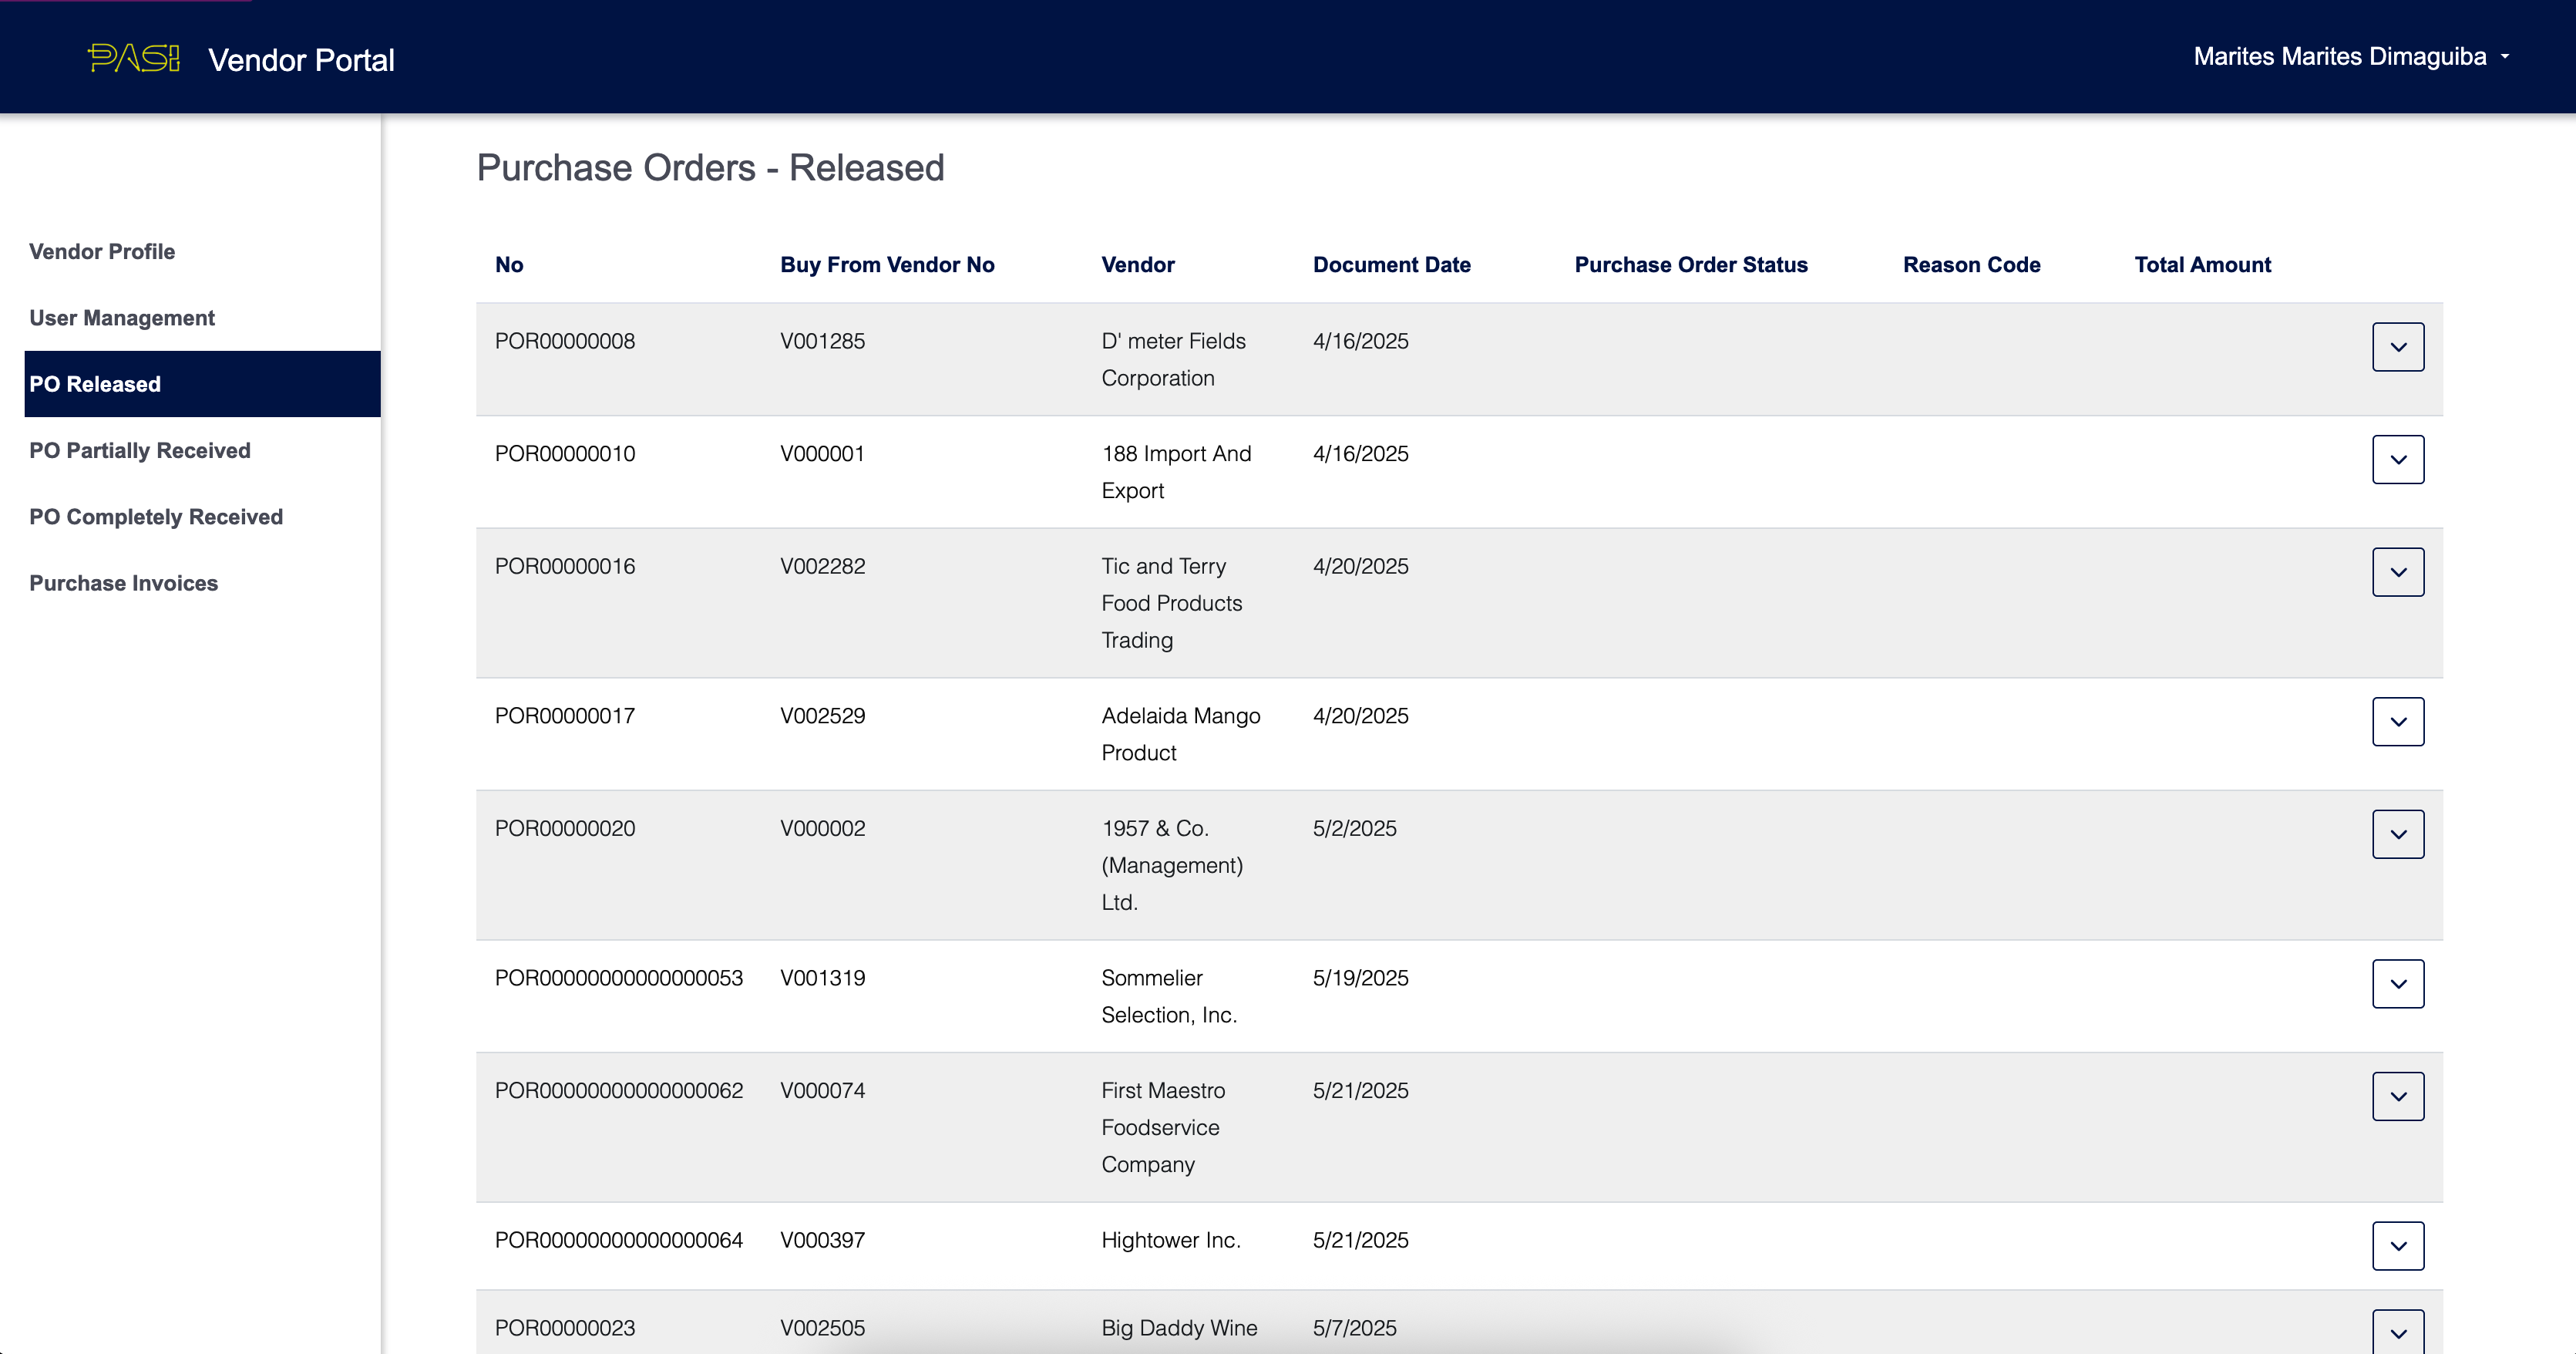 PASI Vendor Portal
Marites Marites Dimaguiba
Vendor Profile
User Management
PO Released
PO Partially Received
PO Completely Received
Purchase Invoices
Purchase Orders - Released
No Buy From Vendor No Vendor Document Date Purchase Order Status Reason Code Total Amount
POR00000008 V001285 D' meter Fields 4/16/2025
Corporation
POR00000010 V000001 188 Import And 4/16/2025
Export
POR00000016 V002282 Tic and Terry 4/20/2025
Food Products
Trading
POR00000017 V002529 Adelaida Mango 4/20/2025
Product
POR00000020 V000002 1957 & Co. 5/2/2025
(Management)
Ltd.
POR00000000000000053 V001319 Sommelier 5/19/2025
Selection, Inc.
POR00000000000000062 V000074 First Maestro 5/21/2025
Foodservice
Company
POR00000000000000064 V000397 Hightower Inc. 5/21/2025
POR00000023 V002505 Big Daddy Wine 5/7/2025